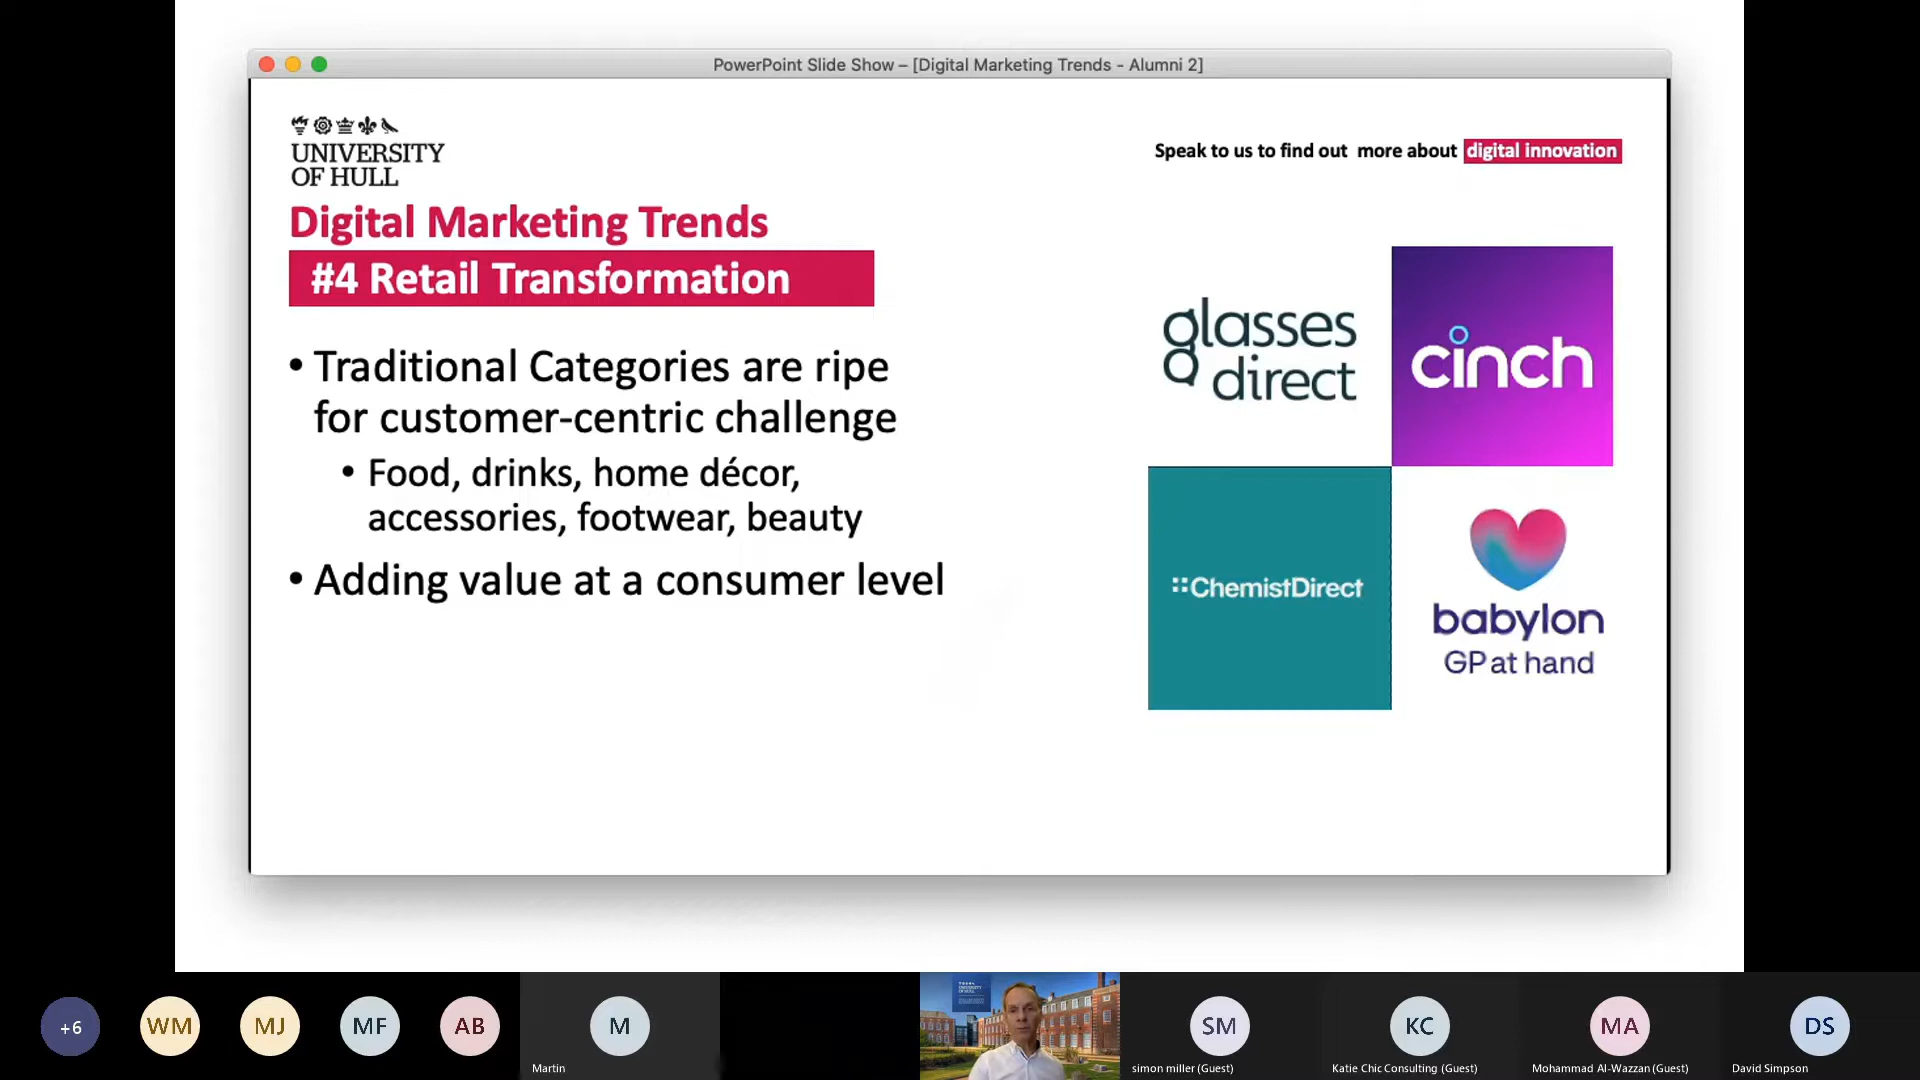 PowerPoint Slide Show – [Digital Marketing Trends - Alumni 2]
UNIVERSITY
OF HULL
Speak to us to find out more about digital innovation
Digital Marketing Trends
#4 Retail Transformation
• Traditional Categories are ripe
for customer-centric challenge
• Food, drinks, home décor,
accessories, footwear, beauty
• Adding value at a consumer level
glasses
direct
cinch
ChemistDirect
babylon
GP at hand
+6
WM
MJ
MF
AB
M
Martin
UNIVERSITY
OF HULL
SM
simon miller (Guest)
KC
Katie Chic Consulting (Guest)
MA
Mohammad Al-Wazzan (Guest)
DS
David Simpson